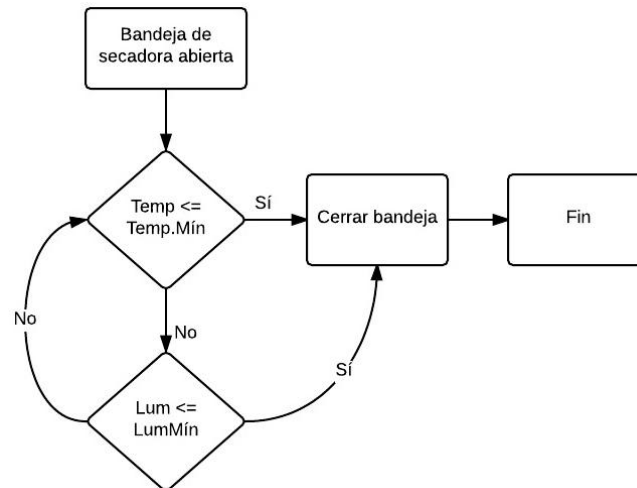 Bandeja de
secadora abierta
Temp <=
Temp.Mín
Sí
Cerrar bandeja
Fin
No
No
Lum <=
LumMín
Sí